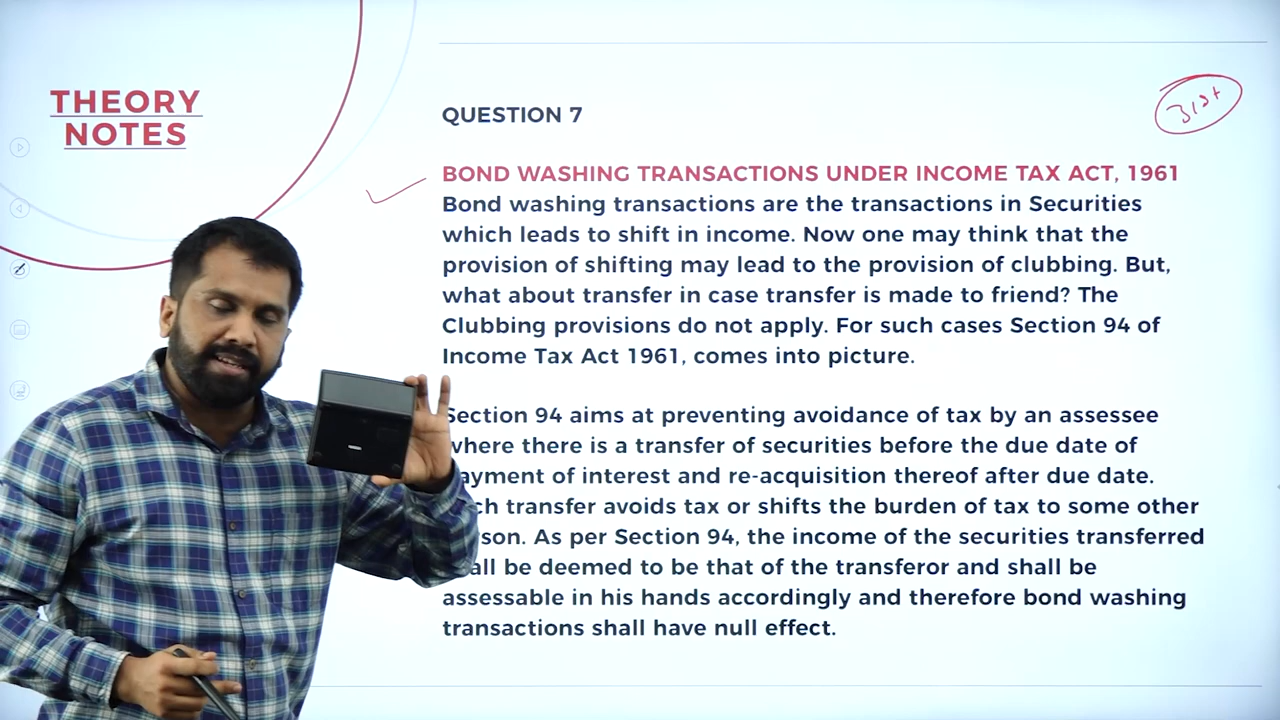 THEORY
NOTES
QUESTION 7
BOND WASHING TRANSACTIONS UNDER INCOME TAX ACT, 1961
Bond washing transactions are the transactions in Securities
which leads to shift in income. Now one may think that the
provision of shifting may lead to the provision of clubbing. But,
what about transfer in case transfer is made to friend? The
Clubbing provisions do not apply. For such cases Section 94 of
Income Tax Act 1961, comes into picture.
Section 94 aims at preventing avoidance of tax by an assessee
where there is a transfer of securities before the due date of
payment of interest and re-acquisition thereof after due date.
transfer avoids tax or shifts the burden of tax to some other
As per Section 94, the income of the securities transferred
be deemed to be that of the transferor and shall be
assessable in his hands accordingly and therefore bond washing
transactions shall have null effect.